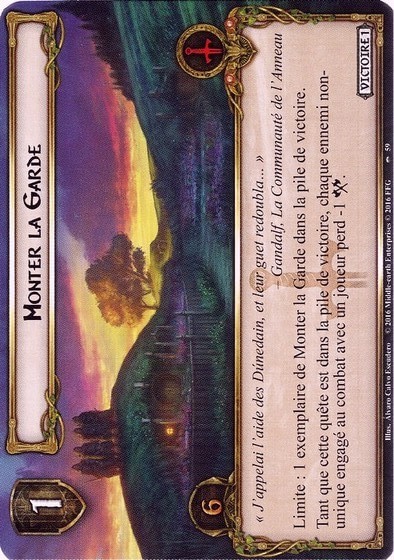 1
MONTER LA GARDE
6
« J'appelai l'aide des Dúnedain, et leur guet redoubla... »
–Gandalf, La Communauté de l'Anneau
Limite : 1 exemplaire de Monter la Garde dans la pile de victoire.
Tant que cette quête est dans la pile de victoire, chaque ennemi non-
unique engagé au combat avec un joueur perd -1 .
VICTOIRE 1
Illus. Álvaro Calvo Escudero © 2016 Middle-earth Enterprises © 2016 FFG 59